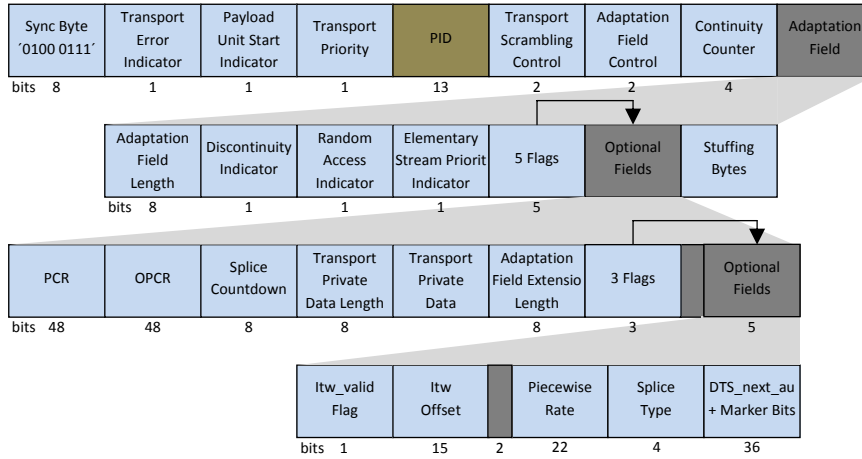 Sync Byte
´0100 0111´
Transport
Error
Indicator
Payload
Unit Start
Indicator
Transport
Priority
PID
Transport
Scrambling
Control
Adaptation
Field
Control
Continuity
Counter
Adaptation
Field
bits 8 1 1 1 13 2 2 4
Adaptation
Field
Length
Discontinuity
Indicator
Random
Access
Indicator
Elementary
Stream Priorit
Indicator
5 Flags
Optional
Fields
Stuffing
Bytes
bits 8 1 1 1 5
PCR
OPCR
Splice
Countdown
Transport
Private
Data Length
Transport
Private
Data
Adaptation
Field Extensio
Length
3 Flags
Optional
Fields
bits 48 48 8 8 8 3 5
Itw_valid
Flag
Itw
Offset
Piecewise
Rate
Splice
Type
DTS_next_au
+ Marker Bits
bits 1 15 2 22 4 36